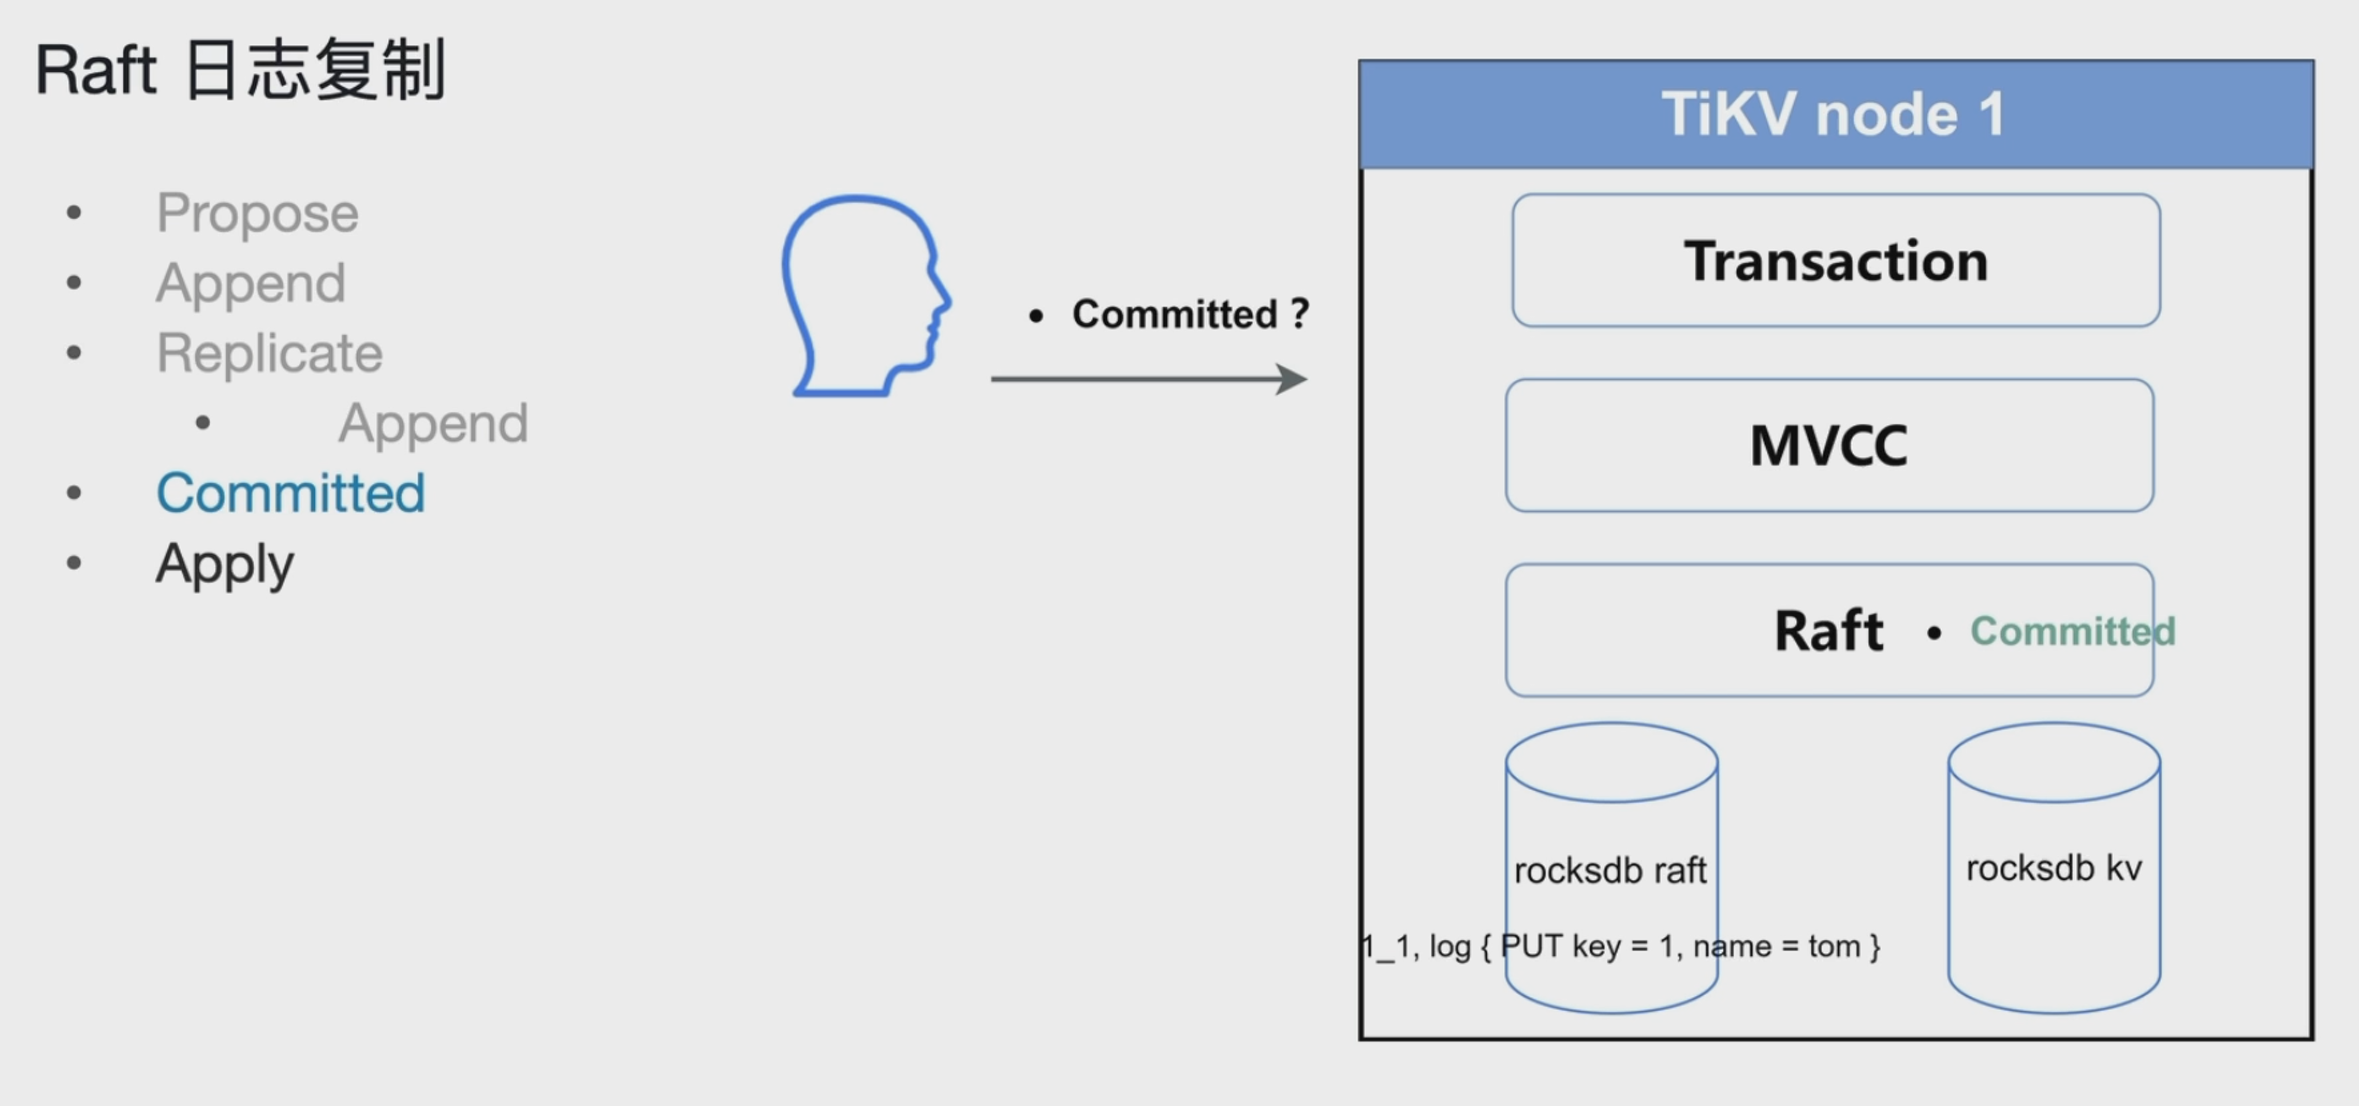 Raft 日志复制
• Propose
• Append
• Replicate
• Append
• Committed
• Apply
• Committed ?
TiKV node 1
Transaction
MVCC
Raft • Committed
rocksdb raft
rocksdb kv
1_1, log { PUT key = 1, name = tom }